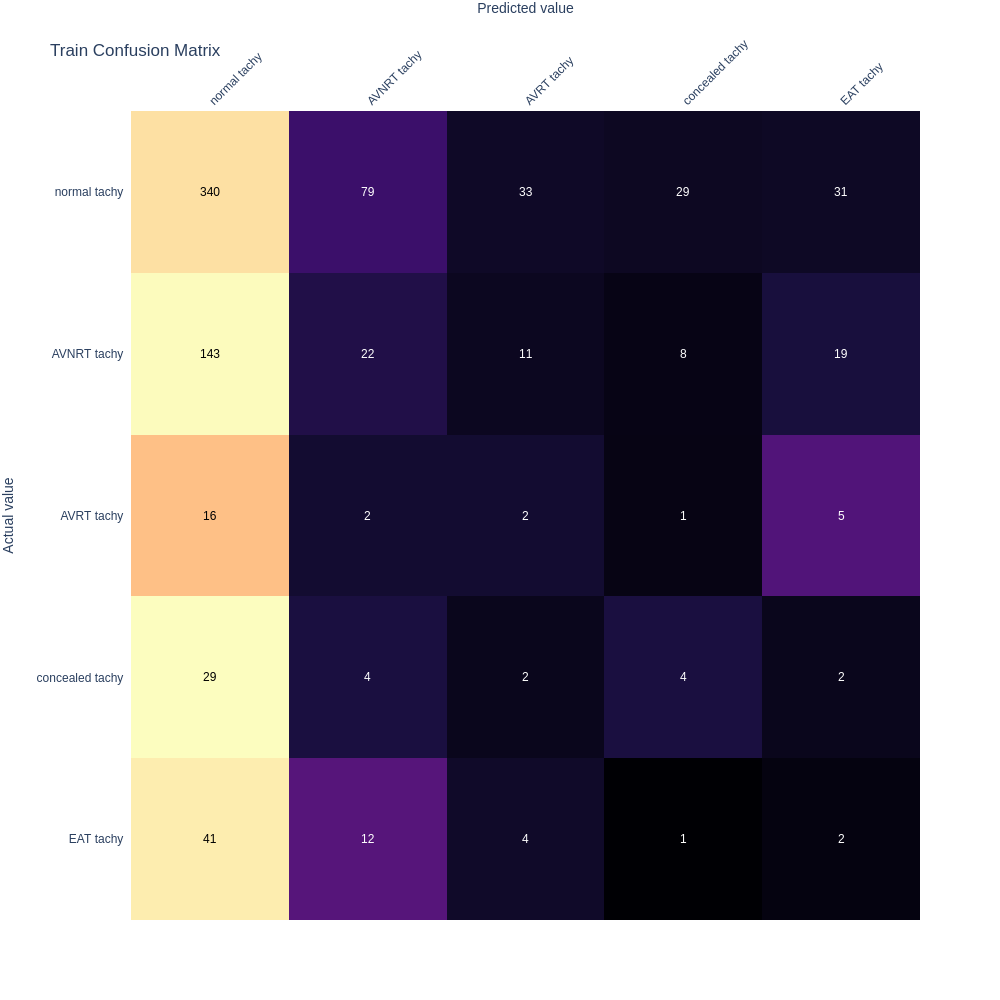 Predicted value
Train Confusion Matrix
normal tachy AVNRT tachy AVRT tachy concealed tachy EAT tachy
normal tachy 340 79 33 29 31
AVNRT tachy 143 22 11 8 19
Actual value
AVRT tachy 16 2 2 1 5
concealed tachy 29 4 2 4 2
EAT tachy 41 12 4 1 2